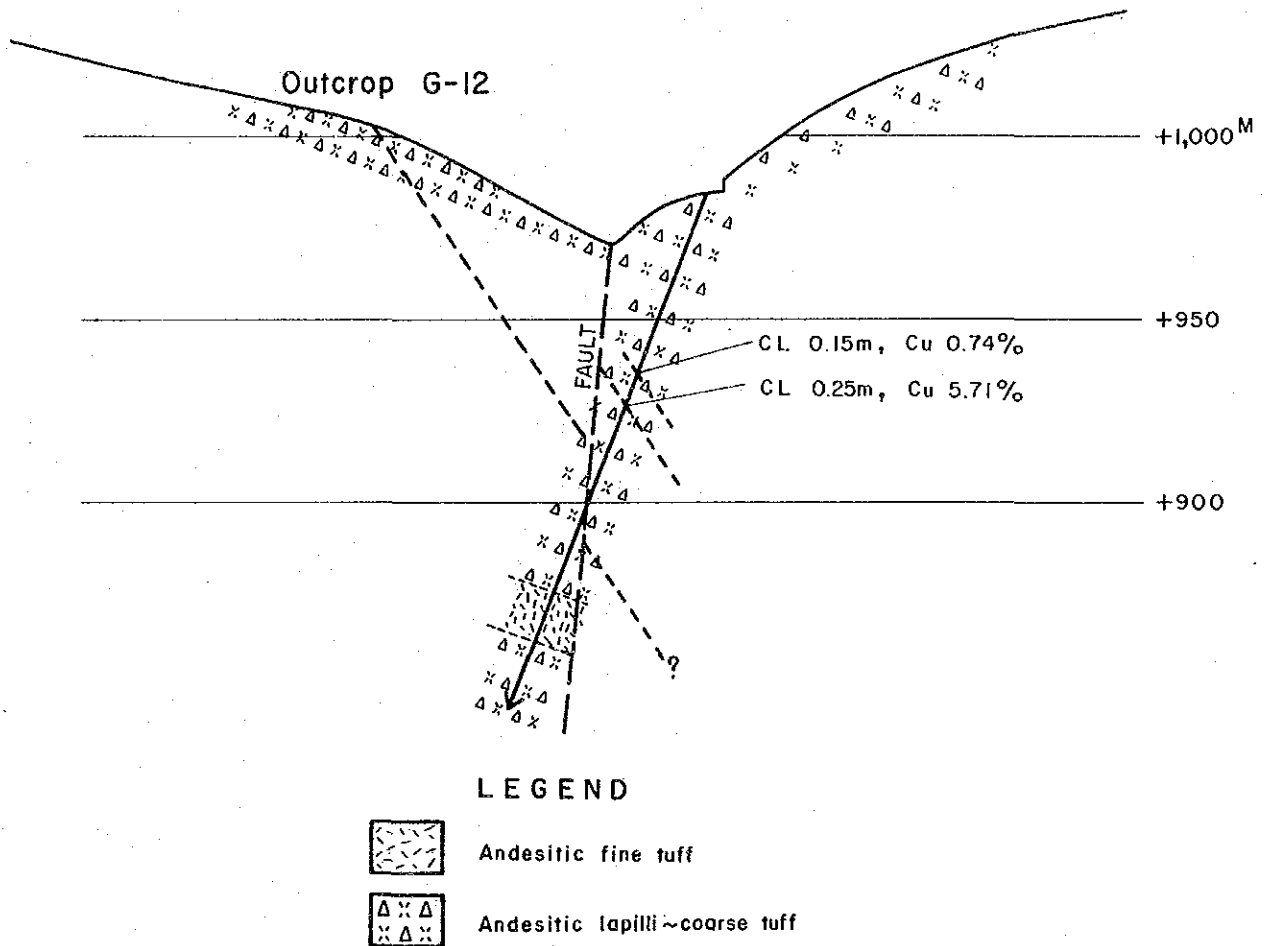 Outcrop G-12
+1,000 M
FAULT
+950
CL 0.15m, Cu 0.74%
CL 0.25m, Cu 5.71%
+900
?
LEGEND
Andesitic fine tuff
Andesitic lapilli~coarse tuff